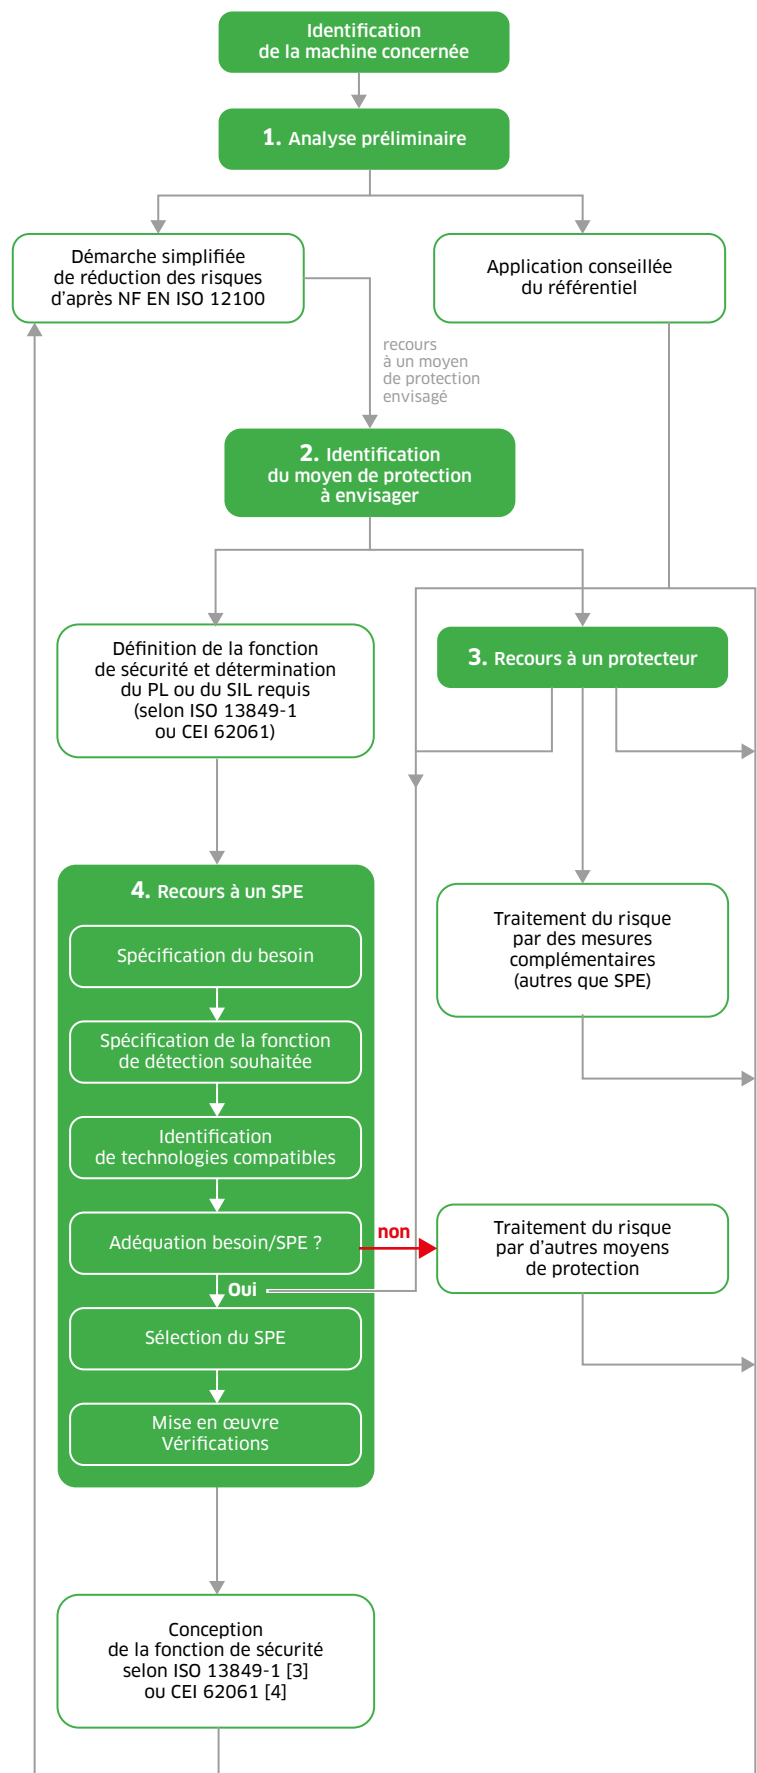 Identification
de la machine concernée
1. Analyse préliminaire
Démarche simplifiée
de réduction des risques
d'après NF EN ISO 12100
Application conseillée
du référentiel
recours
à un moyen
de protection
envisagé
2. Identification
du moyen de protection
à envisager
Définition de la fonction
de sécurité et détermination
du PL ou du SIL requis
(selon ISO 13849-1
ou CEI 62061)
3. Recours à un protecteur
4. Recours à un SPE
Spécification du besoin
Spécification de la fonction
de détection souhaitée
Identification
de technologies compatibles
Adéquation besoin/SPE ?
non
Oui
Sélection du SPE
Mise en œuvre
Vérifications
Traitement du risque
par des mesures
complémentaires
(autres que SPE)
Traitement du risque
par d'autres moyens
de protection
Conception
de la fonction de sécurité
selon ISO 13849-1 [3]
ou CEI 62061 [4]